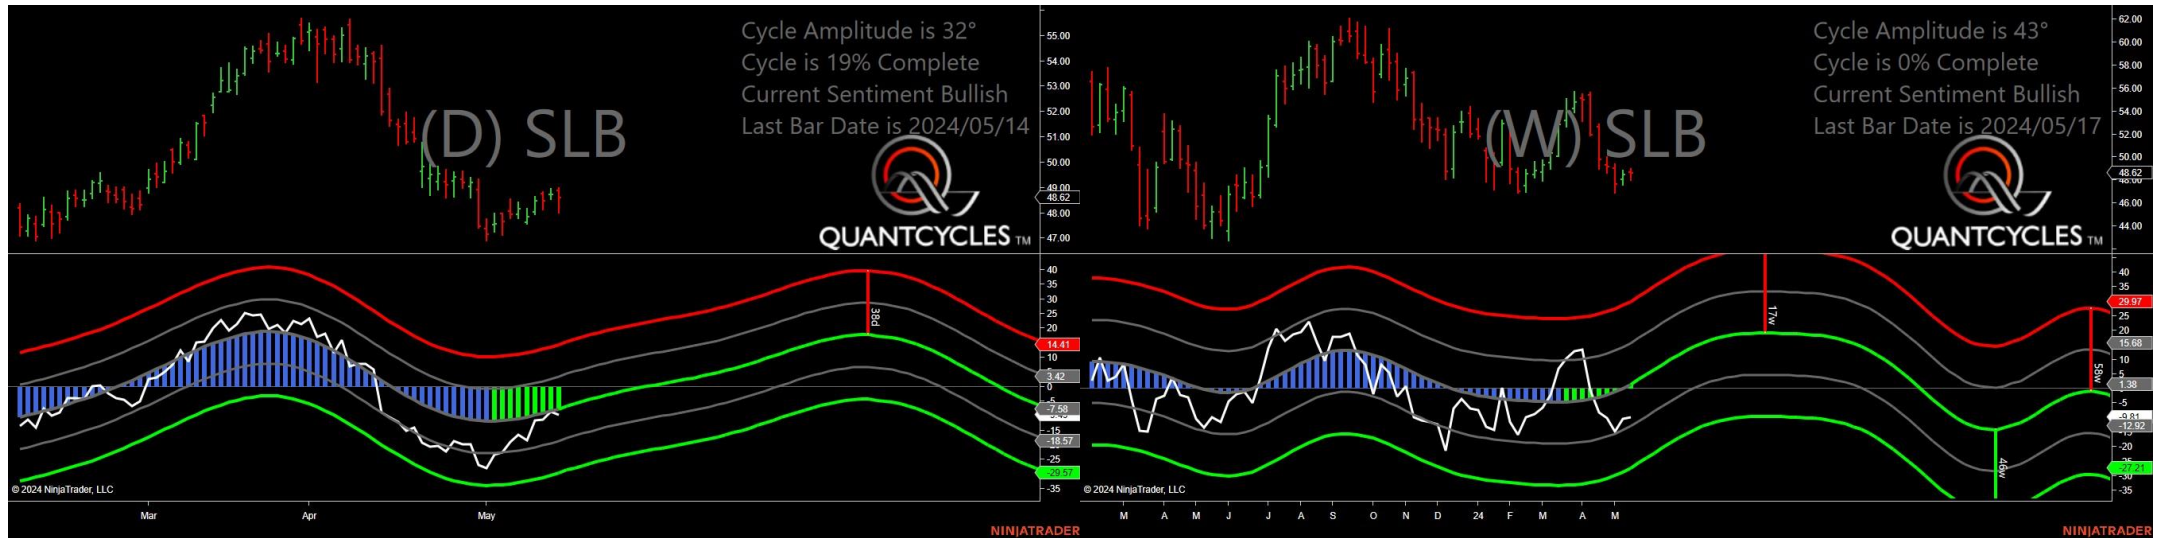 Cycle Amplitude is 32°
Cycle is 19% Complete
Current Sentiment Bullish
Last Bar Date is 2024/05/14
(D) SLB
QUANTCYCLES TM
55.00
54.00
53.00
52.00
51.00
50.00
49.00
48.62
48.00
47.00
40
35
30
25
20
14.41
10
3.42
0
-5
-7.58
-15
-18.57
-25
-29.57
-35
38d
© 2024 NinjaTrader, LLC
Mar Apr May
NINJATRADER
Cycle Amplitude is 43°
Cycle is 0% Complete
Current Sentiment Bullish
Last Bar Date is 2024/05/17
(W) SLB
QUANTCYCLES TM
62.00
60.00
58.00
56.00
54.00
52.00
50.00
48.62
48.00
46.00
44.00
40
35
29.97
25
20
15.68
10
5
1.38
-5
-9.81
-12.92
-20
-27.21
-35
17w
58w
46w
© 2024 NinjaTrader, LLC
M A M J J A S O N D 24 F M A M
NINJATRADER